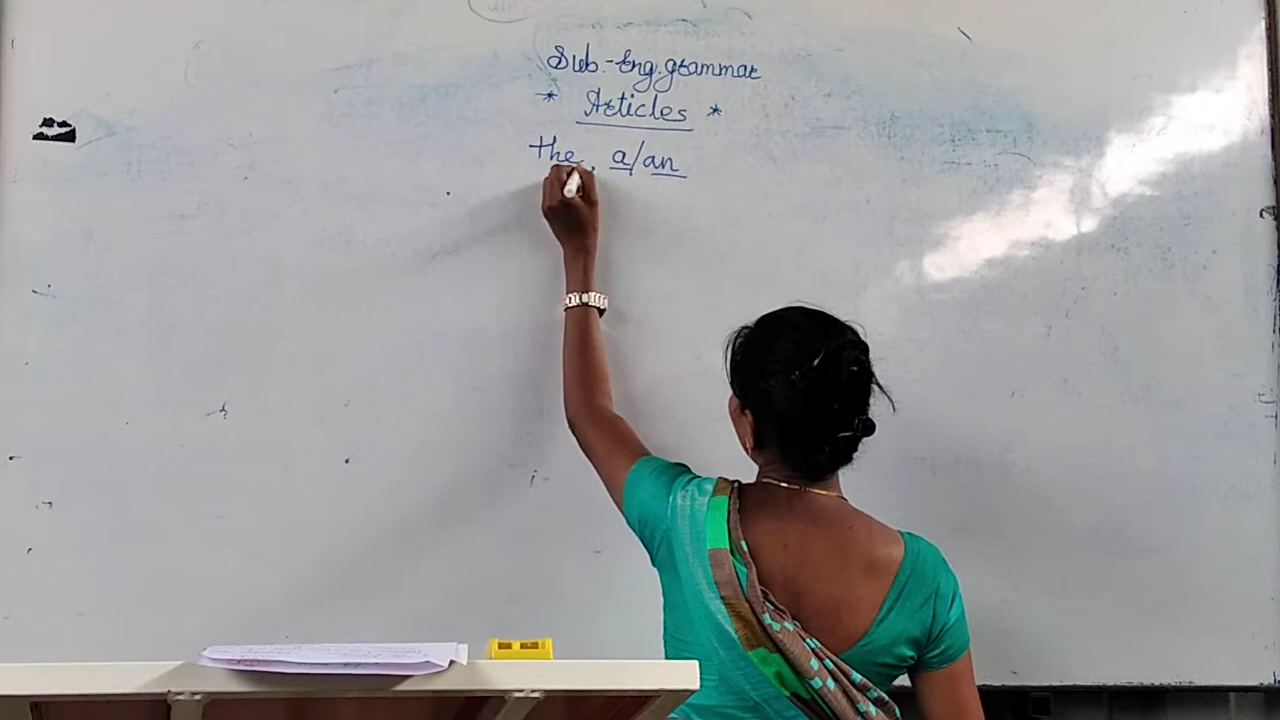 Sub.-Eng.grammar
* Articles *
the, a/an